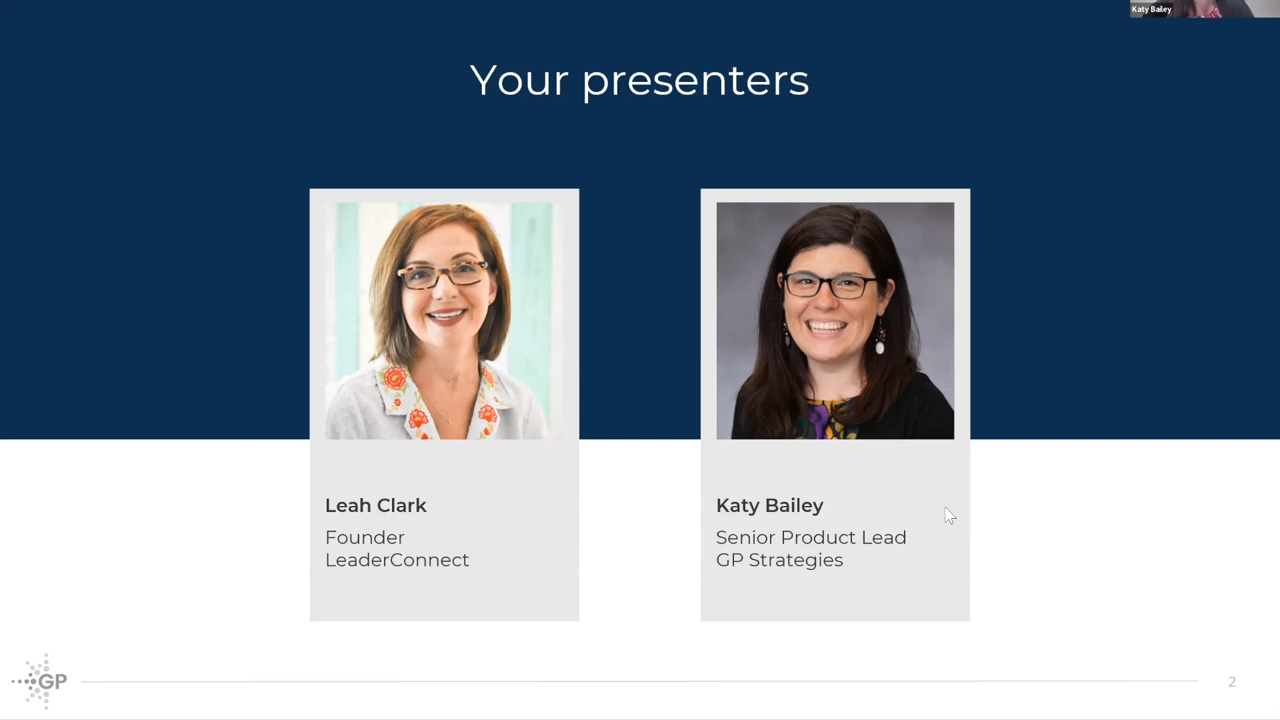 Katy Bailey
Your presenters
Leah Clark
Founder
LeaderConnect
Katy Bailey
Senior Product Lead
GP Strategies
GP
2